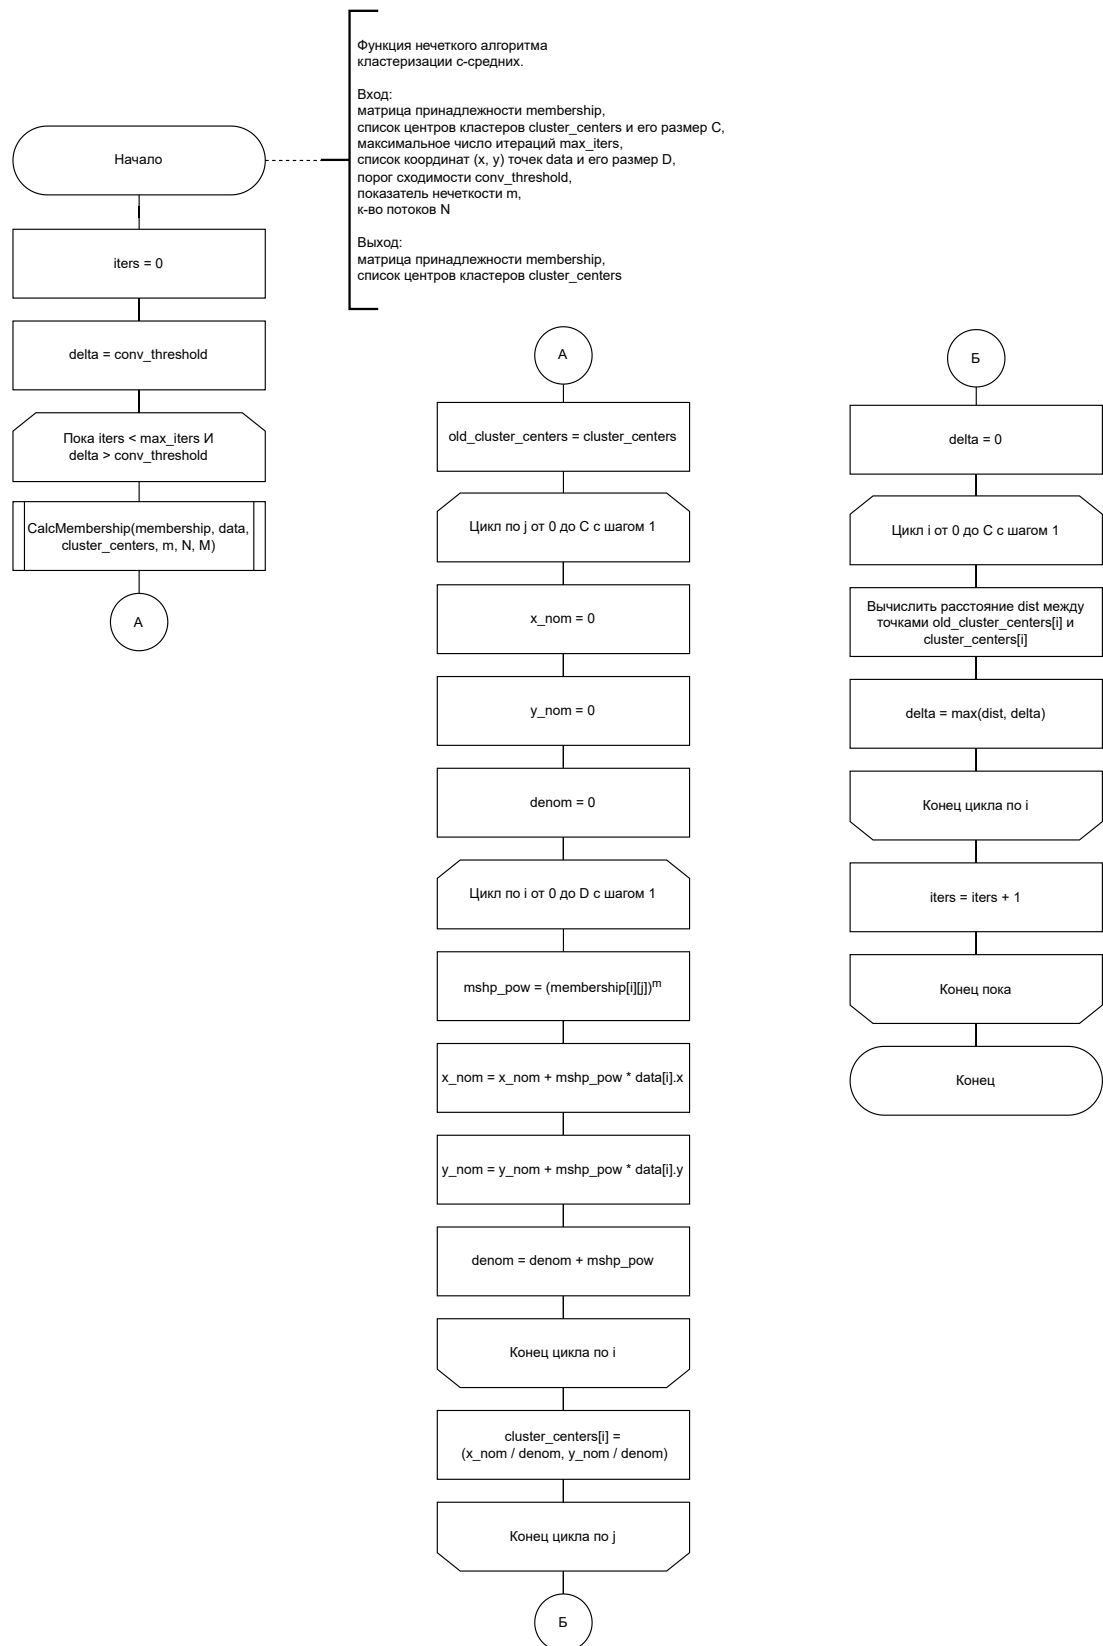 Функция нечеткого алгоритма
кластеризации с-средних.
Вход:
матрица принадлежности membership,
список центров кластеров cluster_centers и его размер C,
максимальное число итераций max_iters,
список координат (x, y) точек data и его размер D,
порог сходимости conv_threshold,
показатель нечеткости m,
к-во потоков N
Выход:
матрица принадлежности membership,
список центров кластеров cluster_centers
Начало
iters = 0
delta = conv_threshold
Пока iters < max_iters И
delta > conv_threshold
CalcMembership(membership, data,
cluster_centers, m, N, M)
А
А
old_cluster_centers = cluster_centers
Цикл по j от 0 до C с шагом 1
x_nom = 0
y_nom = 0
denom = 0
Цикл по i от 0 до D с шагом 1
mshp_pow = (membership[i][j])^m
x_nom = x_nom + mshp_pow * data[i].x
y_nom = y_nom + mshp_pow * data[i].y
denom = denom + mshp_pow
Конец цикла по i
cluster_centers[i] =
(x_nom / denom, y_nom / denom)
Конец цикла по j
Б
Б
delta = 0
Цикл i от 0 до C с шагом 1
Вычислить расстояние dist между
точками old_cluster_centers[i] и
cluster_centers[i]
delta = max(dist, delta)
Конец цикла по i
iters = iters + 1
Конец пока
Конец